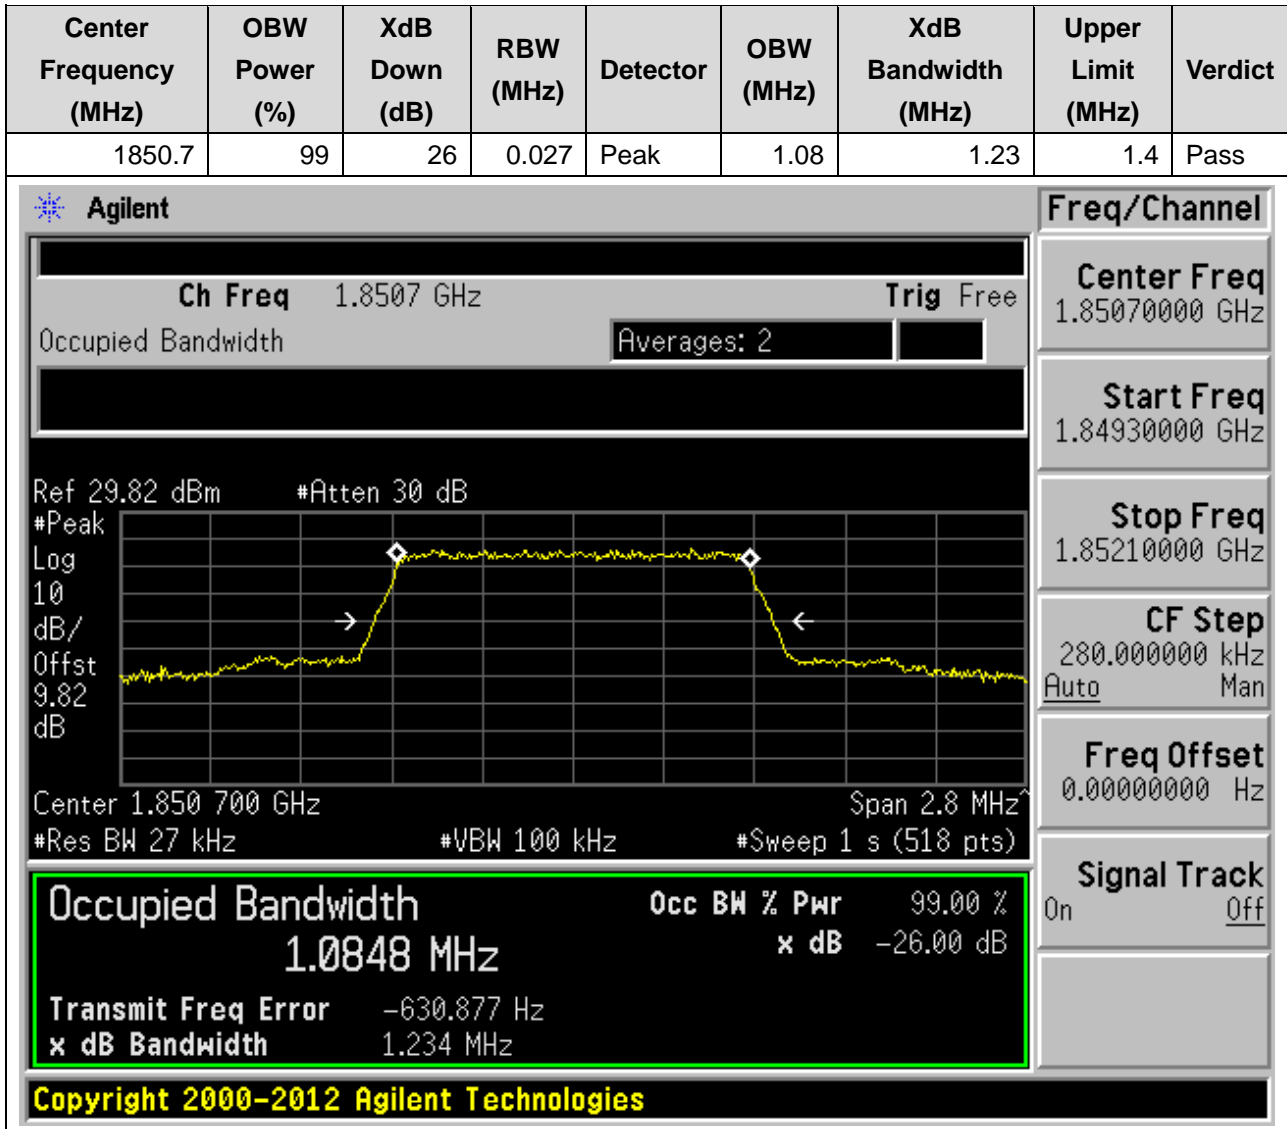 Center Frequency (MHz) OBW Power (%) XdB Down (dB) RBW (MHz) Detector OBW (MHz) XdB Bandwidth (MHz) Upper Limit (MHz) Verdict
1850.7 99 26 0.027 Peak 1.08 1.23 1.4 Pass
Agilent
Freq/Channel
Ch Freq 1.8507 GHz Trig Free
Occupied Bandwidth Averages: 2
Center Freq
1.85070000 GHz
Start Freq
1.84930000 GHz
Stop Freq
1.85210000 GHz
CF Step
280.000000 kHz
Auto Man
Freq Offset
0.00000000 Hz
Signal Track
On Off
Ref 29.82 dBm #Atten 30 dB
#Peak
Log
10
dB/
Offst
9.82
dB
Center 1.850 700 GHz Span 2.8 MHz^
#Res BW 27 kHz #VBW 100 kHz #Sweep 1 s (518 pts)
Occupied Bandwidth Occ BW % Pwr 99.00 %
1.0848 MHz x dB -26.00 dB
Transmit Freq Error -630.877 Hz
x dB Bandwidth 1.234 MHz
Copyright 2000-2012 Agilent Technologies